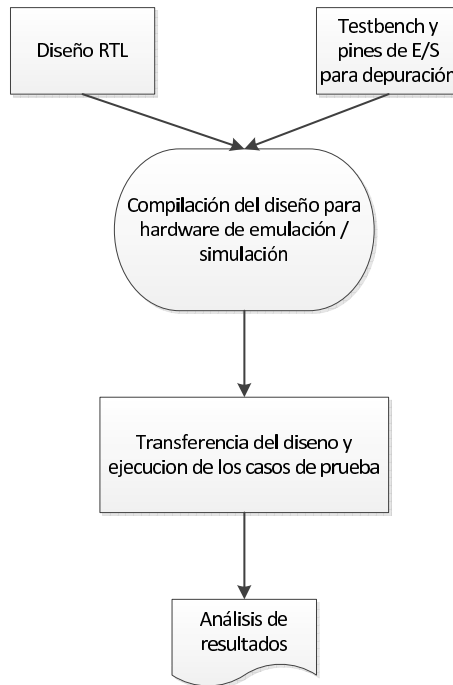 Diseño RTL
Testbench y
pines de E/S
para depuración
Compilación del diseño para
hardware de emulación /
simulación
Transferencia del diseno y
ejecucion de los casos de prueba
Análisis de
resultados